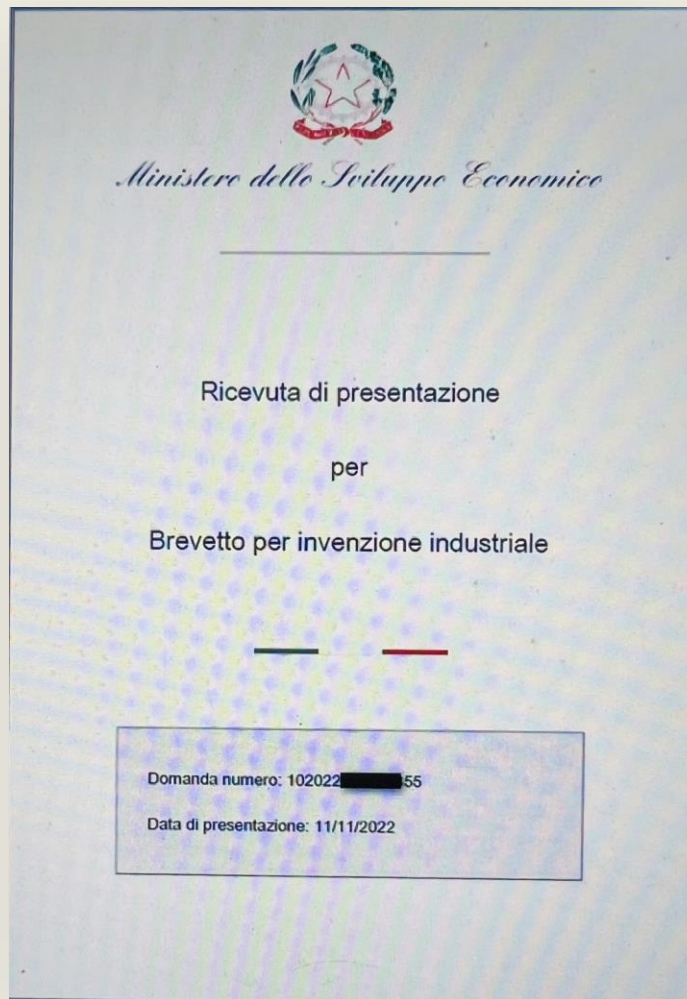 Ministero dello Sviluppo Economico
Ricevuta di presentazione
per
Brevetto per invenzione industriale
Domanda numero: 102022 55
Data di presentazione: 11/11/2022